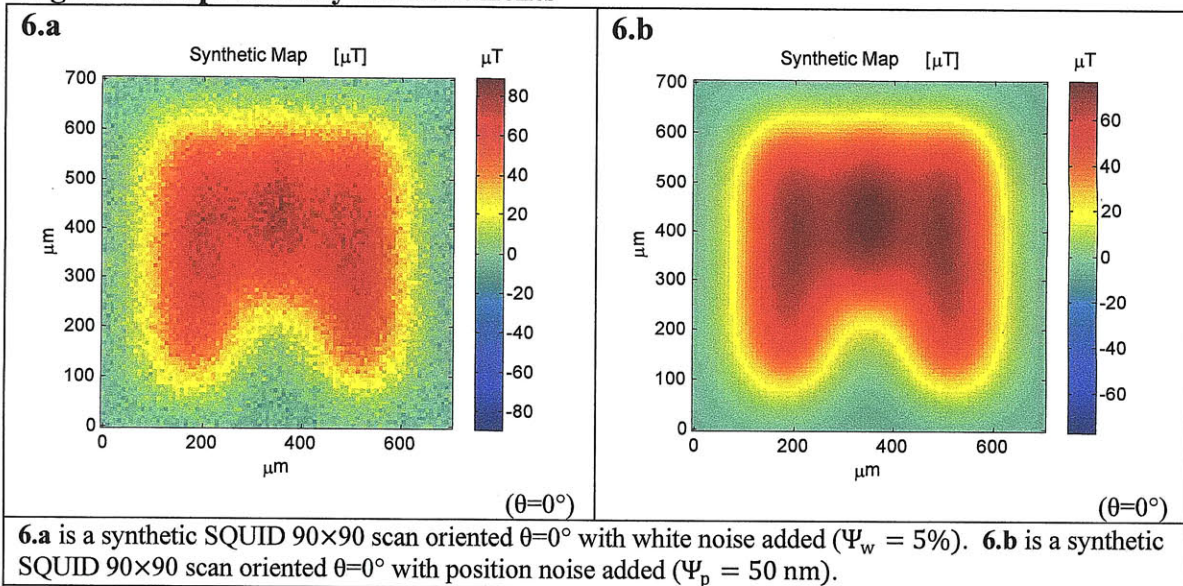 6.a
Synthetic Map [μT]
μT
700
600
500
400
300
200
100
0
μm
0 200 400 600
μm
80
60
40
20
0
-20
-40
-60
-80
(θ=0°)
6.b
Synthetic Map [μT]
μT
700
600
500
400
300
200
100
0
μm
0 200 400 600
μm
60
40
20
0
-20
-40
-60
(θ=0°)
6.a is a synthetic SQUID 90×90 scan oriented θ=0° with white noise added (Ψw = 5%). 6.b is a synthetic
SQUID 90×90 scan oriented θ=0° with position noise added (Ψp = 50 nm).